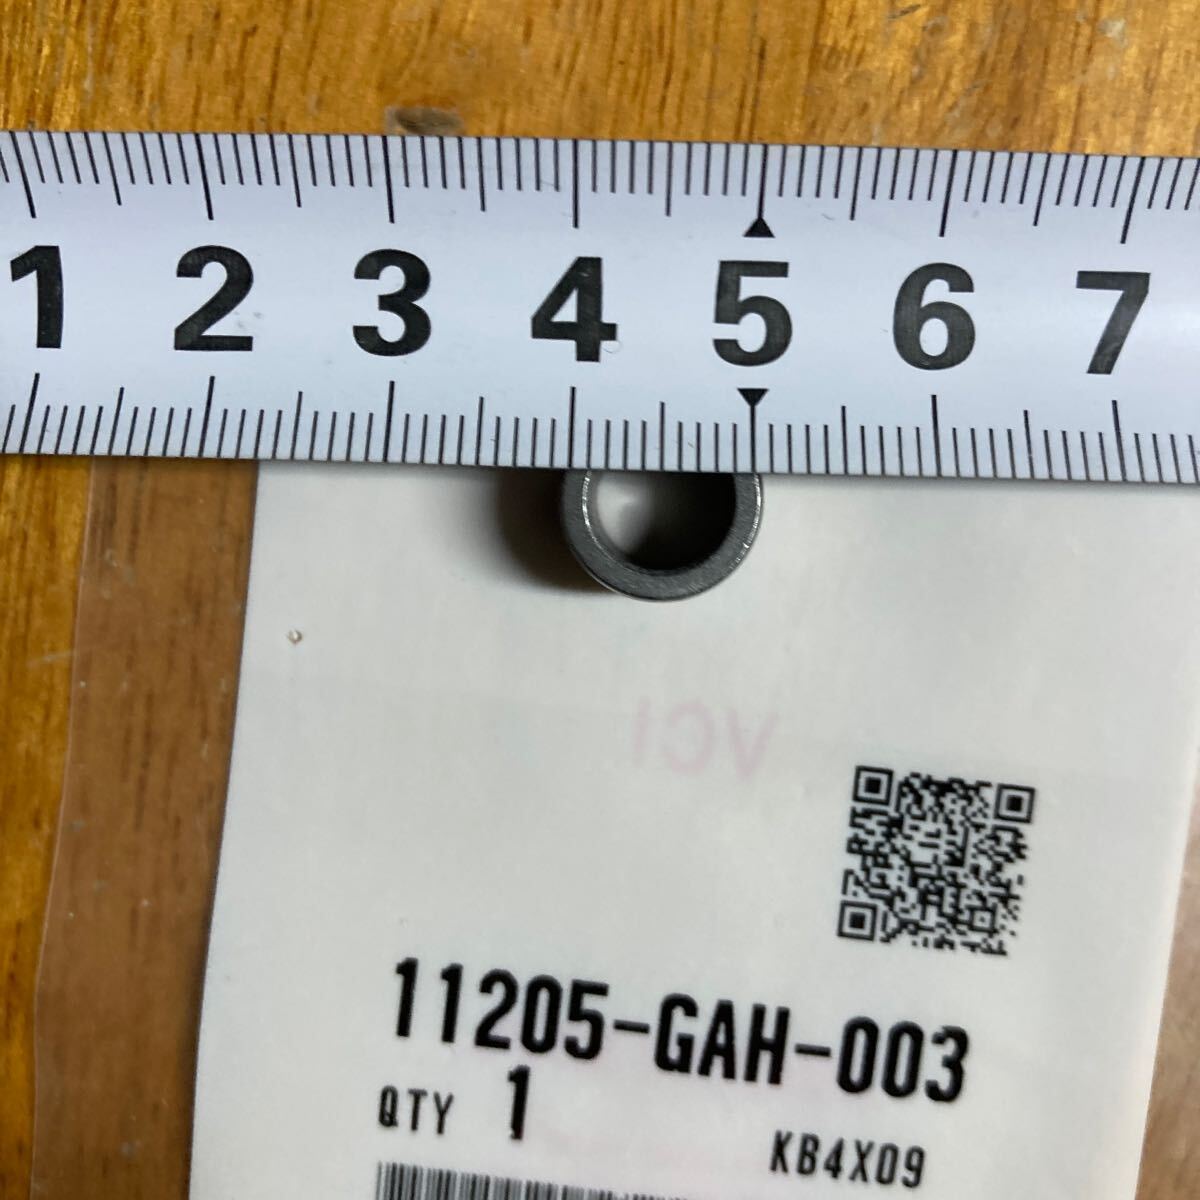 1 2 3 4 5 6 7
VCI
11205-GAH-003
QTY 1
KB4X09